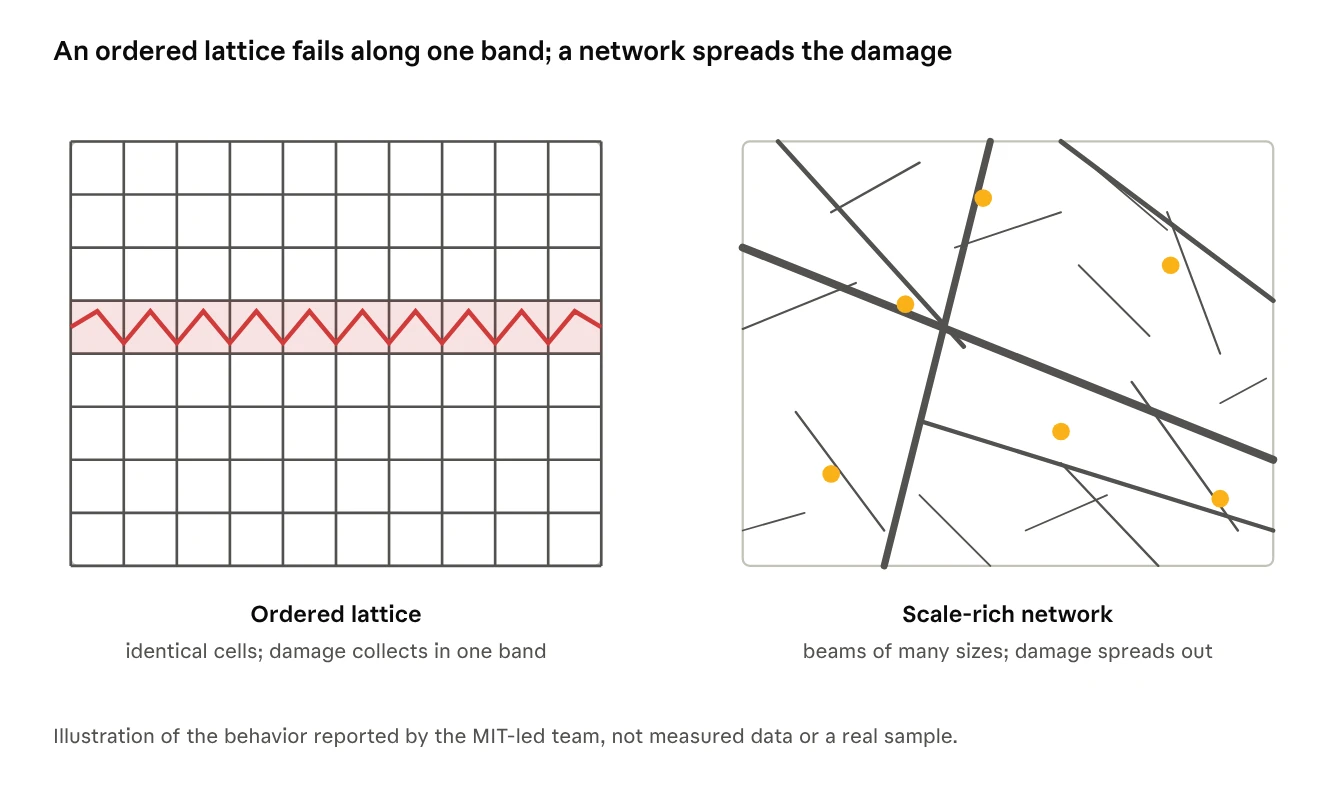 An ordered lattice fails along one band; a network spreads the damage
Ordered lattice
identical cells; damage collects in one band
Scale-rich network
beams of many sizes; damage spreads out
Illustration of the behavior reported by the MIT-led team, not measured data or a real sample.